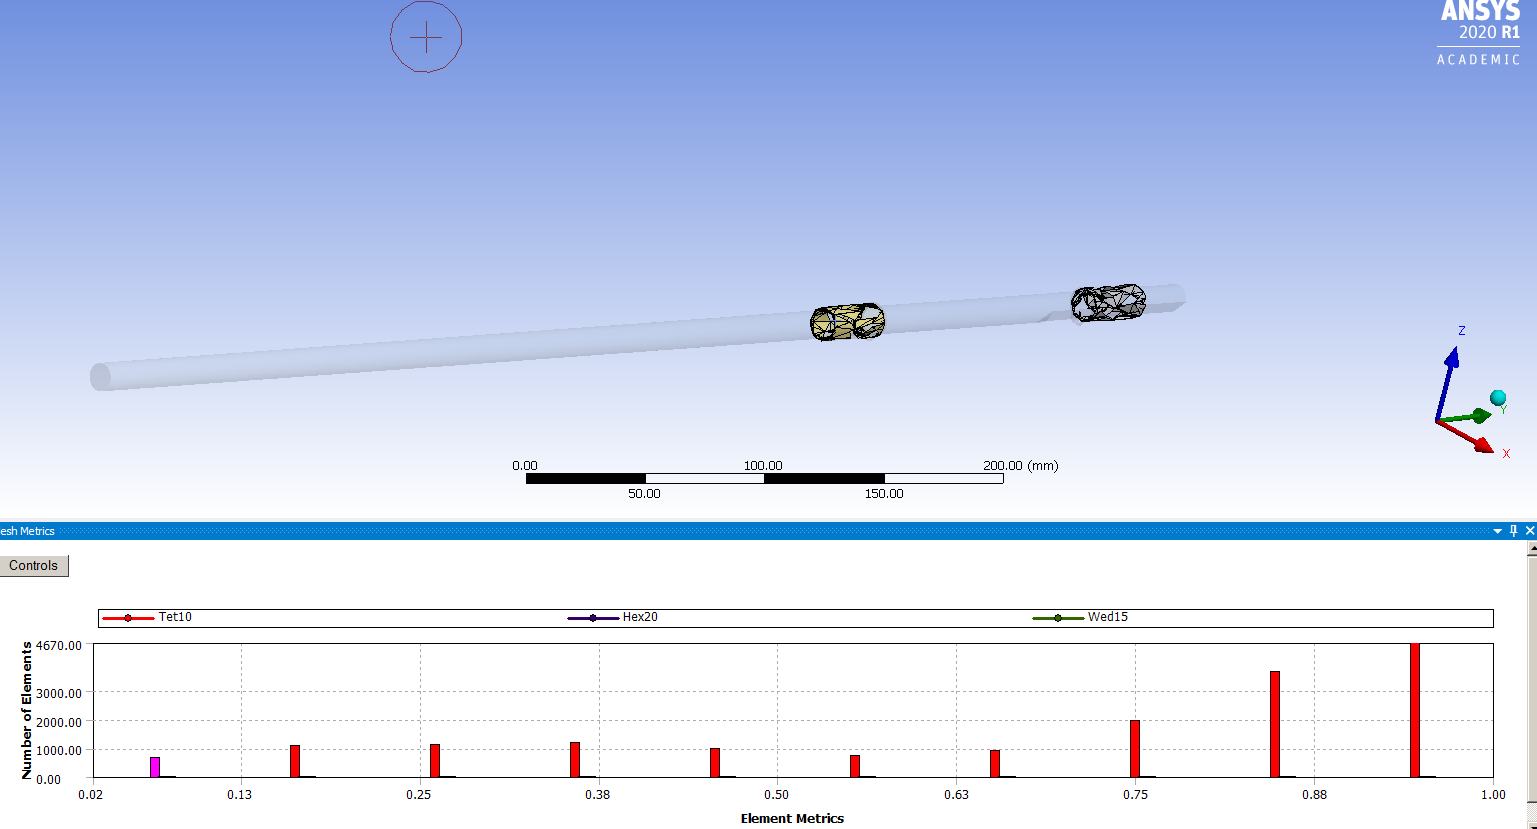 ANSYS
2020 R1
ACADEMIC
Z
Y
X
0.00 100.00 200.00 (mm)
50.00 150.00
esh Metrics
Controls
Tet10 Hex20 Wed15
Number of Elements
4670.00
3000.00
2000.00
1000.00
0.00
0.02 0.13 0.25 0.38 0.50 0.63 0.75 0.88 1.00
Element Metrics